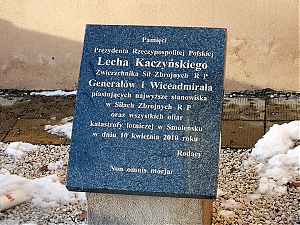 Pamięci
Prezydenta Rzeczypospolitej Polskiej
Lecha Kaczyńskiego
Zwierzchnika Sił Zbrojnych R P
Generałów i Wiceadmirała
piastujących najwyższe stanowiska
w Siłach Zbrojnych R P
oraz wszystkich ofiar
katastrofy lotniczej w Smoleńsku
w dniu 10 kwietnia 2010 roku
Rodacy
Non omnis moriar